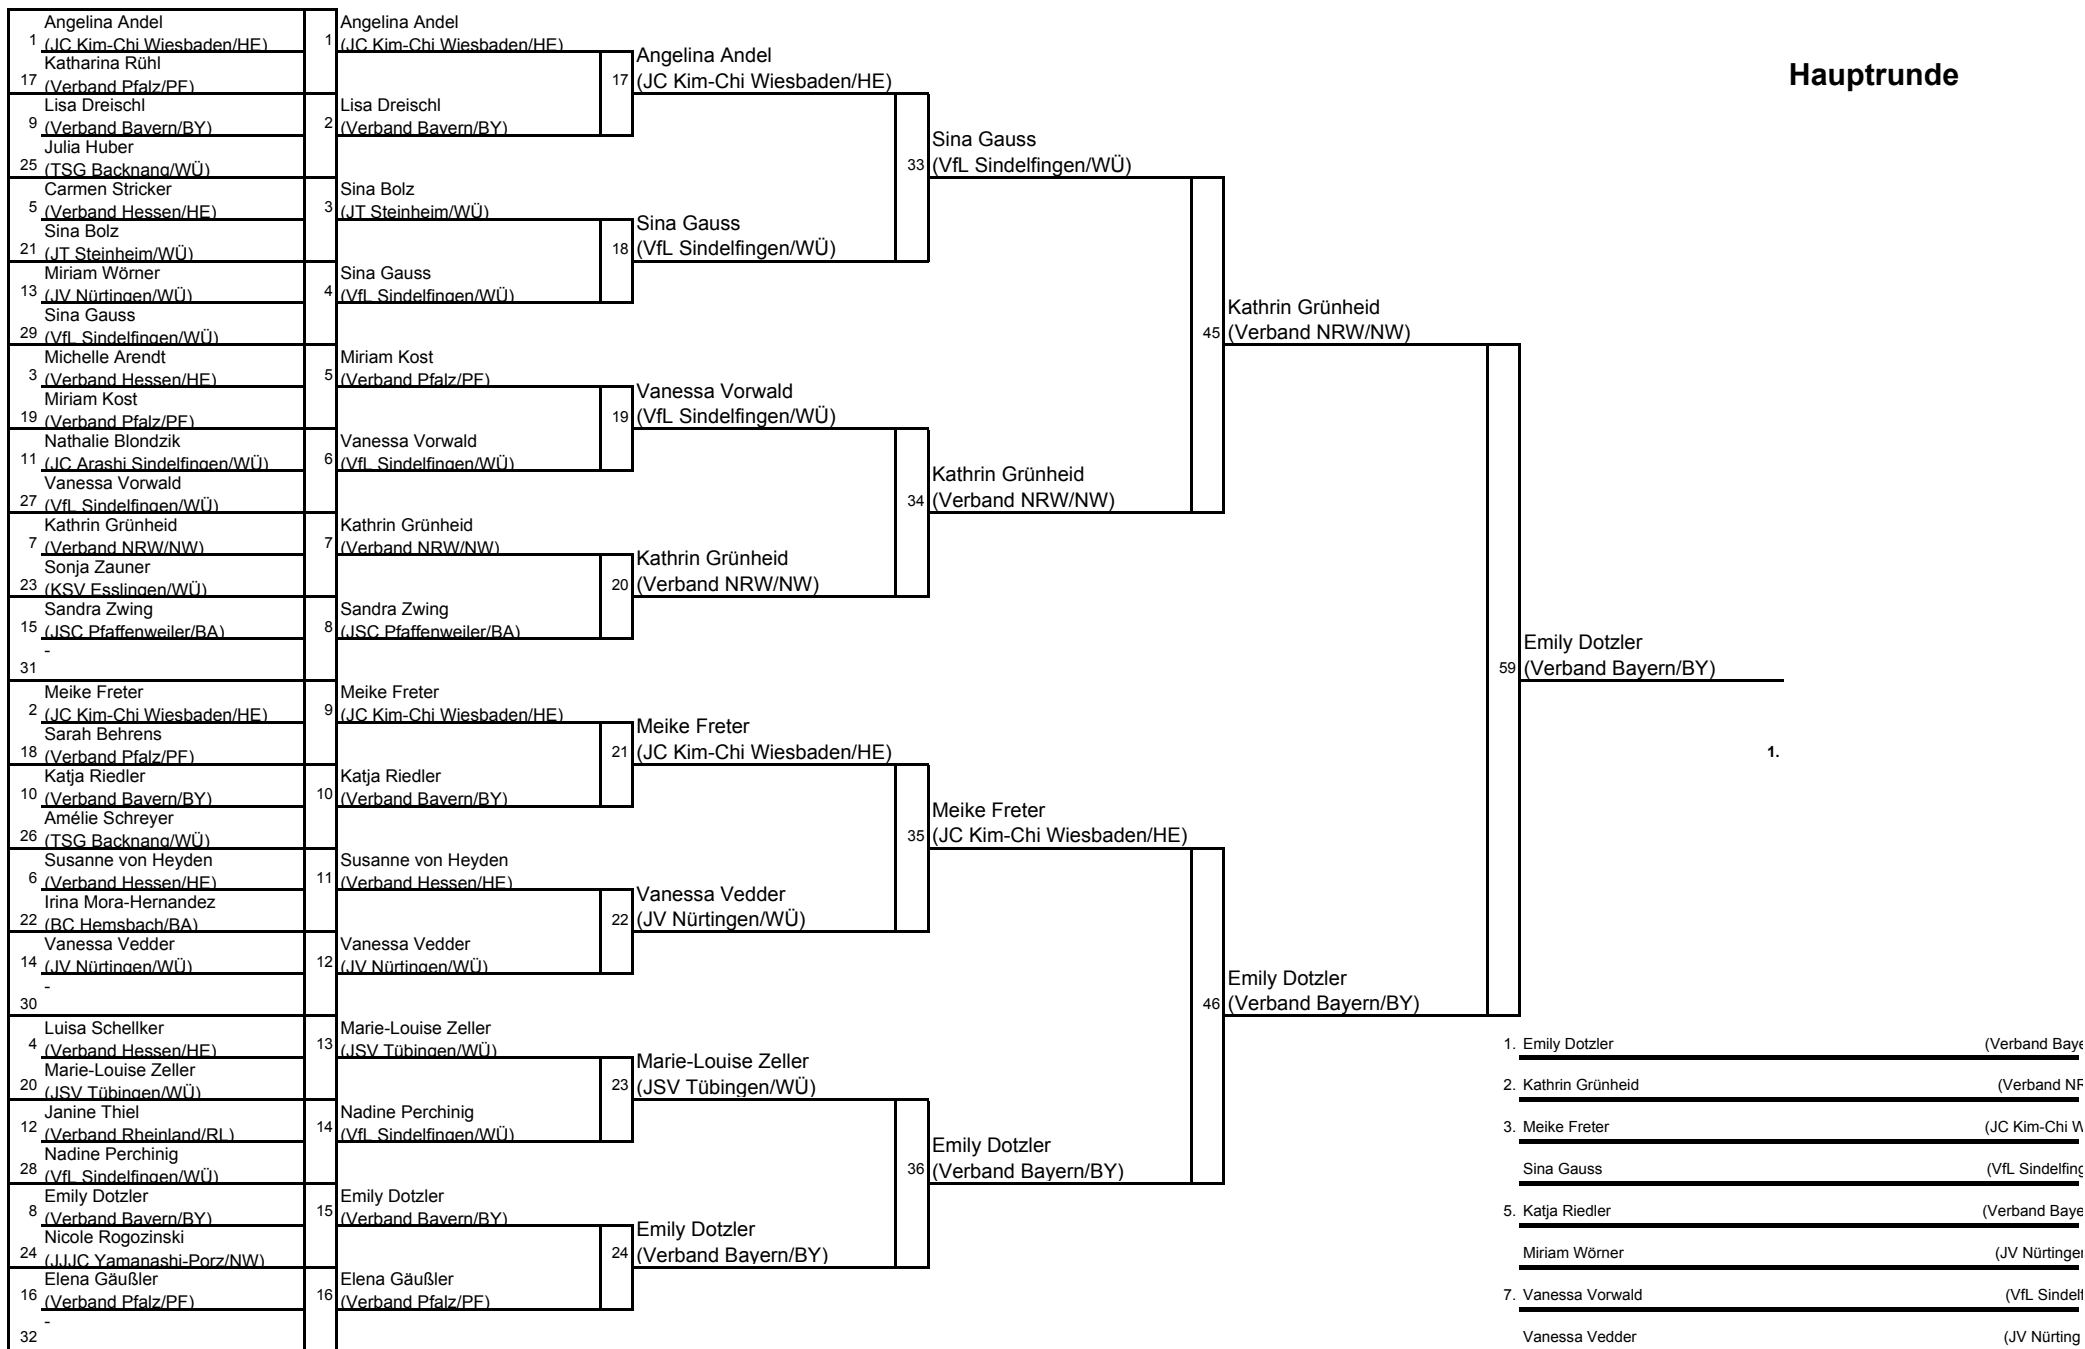 Hauptrunde
Angelina Andel
1 (JC Kim-Chi Wiesbaden/HE)
Katharina Rühl
17 (Verband Pfalz/PF)
Lisa Dreischl
9 (Verband Bayern/BY)
Julia Huber
25 (TSG Backnang/WÜ)
Carmen Stricker
5 (Verband Hessen/HE)
Sina Bolz
21 (JT Steinheim/WÜ)
Miriam Wörner
13 (JV Nürtingen/WÜ)
Sina Gauss
29 (VfL Sindelfingen/WÜ)
Michelle Arendt
3 (Verband Hessen/HE)
Miriam Kost
19 (Verband Pfalz/PF)
Nathalie Blondzik
11 (JC Arashi Sindelfingen/WÜ)
Vanessa Vorwald
27 (VfL Sindelfingen/WÜ)
Kathrin Grünheid
7 (Verband NRW/NW)
Sonja Zauner
23 (KSV Esslingen/WÜ)
Sandra Zwing
15 (JSC Pfaffenweiler/BA)
-
31
Meike Freter
2 (JC Kim-Chi Wiesbaden/HE)
Sarah Behrens
18 (Verband Pfalz/PF)
Katja Riedler
10 (Verband Bayern/BY)
Amélie Schreyer
26 (TSG Backnang/WÜ)
Susanne von Heyden
6 (Verband Hessen/HE)
Irina Mora-Hernandez
22 (BC Hemsbach/BA)
Vanessa Vedder
14 (JV Nürtingen/WÜ)
-
30
Luisa Schellker
4 (Verband Hessen/HE)
Marie-Louise Zeller
20 (JSV Tübingen/WÜ)
Janine Thiel
12 (Verband Rheinland/RL)
Nadine Perchinig
28 (VfL Sindelfingen/WÜ)
Emily Dotzler
8 (Verband Bayern/BY)
Nicole Rogozinski
24 (JJJC Yamanashi-Porz/NW)
Elena Gäußler
16 (Verband Pfalz/PF)
-
32
Angelina Andel
1 (JC Kim-Chi Wiesbaden/HE)
Lisa Dreischl
2 (Verband Bayern/BY)
Sina Bolz
3 (JT Steinheim/WÜ)
Sina Gauss
4 (VfL Sindelfingen/WÜ)
Miriam Kost
5 (Verband Pfalz/PF)
Vanessa Vorwald
6 (VfL Sindelfingen/WÜ)
Kathrin Grünheid
7 (Verband NRW/NW)
Sandra Zwing
8 (JSC Pfaffenweiler/BA)
Meike Freter
9 (JC Kim-Chi Wiesbaden/HE)
Katja Riedler
10 (Verband Bayern/BY)
Susanne von Heyden
11 (Verband Hessen/HE)
Vanessa Vedder
12 (JV Nürtingen/WÜ)
Marie-Louise Zeller
13 (JSV Tübingen/WÜ)
Nadine Perchinig
14 (VfL Sindelfingen/WÜ)
Emily Dotzler
15 (Verband Bayern/BY)
Elena Gäußler
16 (Verband Pfalz/PF)
Angelina Andel
17 (JC Kim-Chi Wiesbaden/HE)
Sina Gauss
18 (VfL Sindelfingen/WÜ)
Vanessa Vorwald
19 (VfL Sindelfingen/WÜ)
Kathrin Grünheid
20 (Verband NRW/NW)
Meike Freter
21 (JC Kim-Chi Wiesbaden/HE)
Vanessa Vedder
22 (JV Nürtingen/WÜ)
Marie-Louise Zeller
23 (JSV Tübingen/WÜ)
Emily Dotzler
24 (Verband Bayern/BY)
Sina Gauss
33 (VfL Sindelfingen/WÜ)
Kathrin Grünheid
34 (Verband NRW/NW)
Meike Freter
35 (JC Kim-Chi Wiesbaden/HE)
Emily Dotzler
36 (Verband Bayern/BY)
Kathrin Grünheid
45 (Verband NRW/NW)
Emily Dotzler
46 (Verband Bayern/BY)
Emily Dotzler
59 (Verband Bayern/BY)
1.
1. Emily Dotzler (Verband Baye
2. Kathrin Grünheid (Verband NR
3. Meike Freter (JC Kim-Chi W
Sina Gauss (VfL Sindelfing
5. Katja Riedler (Verband Baye
Miriam Wörner (JV Nürtinger
7. Vanessa Vorwald (VfL Sindelf
Vanessa Vedder (JV Nürting